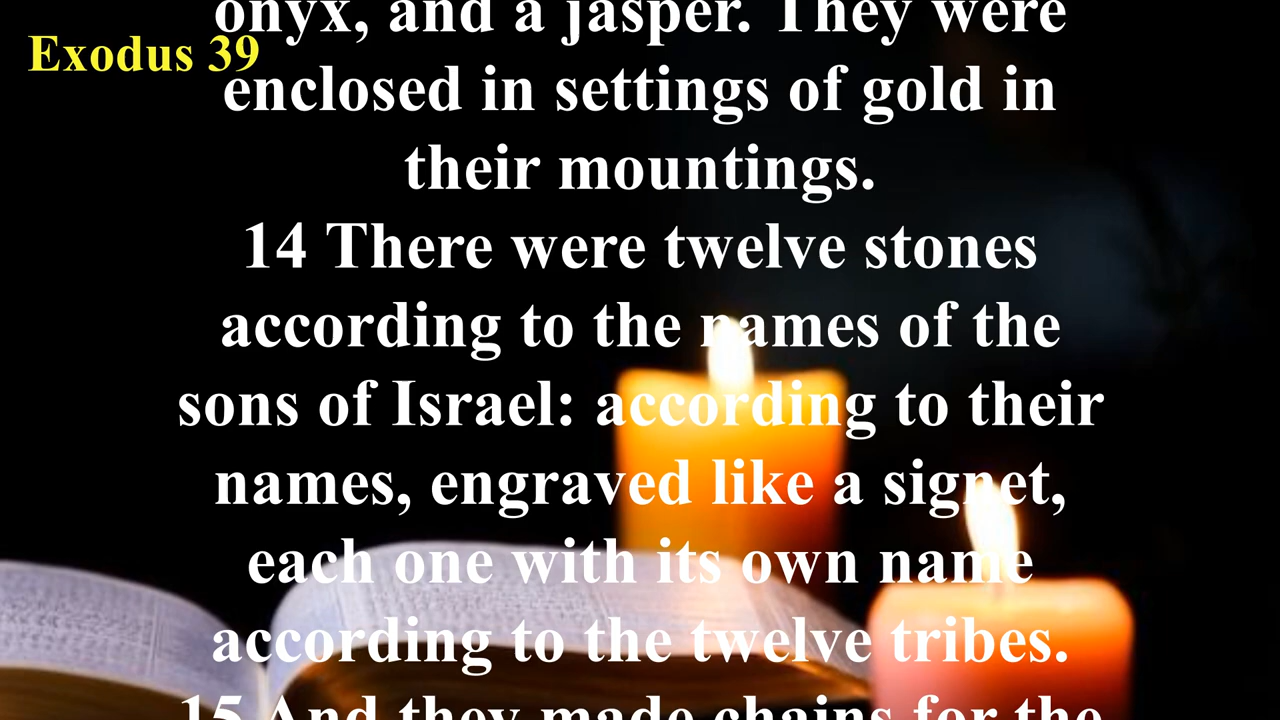 Exodus 39
onyx, and a jasper. They were
enclosed in settings of gold in
their mountings.
14 There were twelve stones
according to the names of the
sons of Israel: according to their
names, engraved like a signet,
each one with its own name
according to the twelve tribes.
15 And they made chains for the